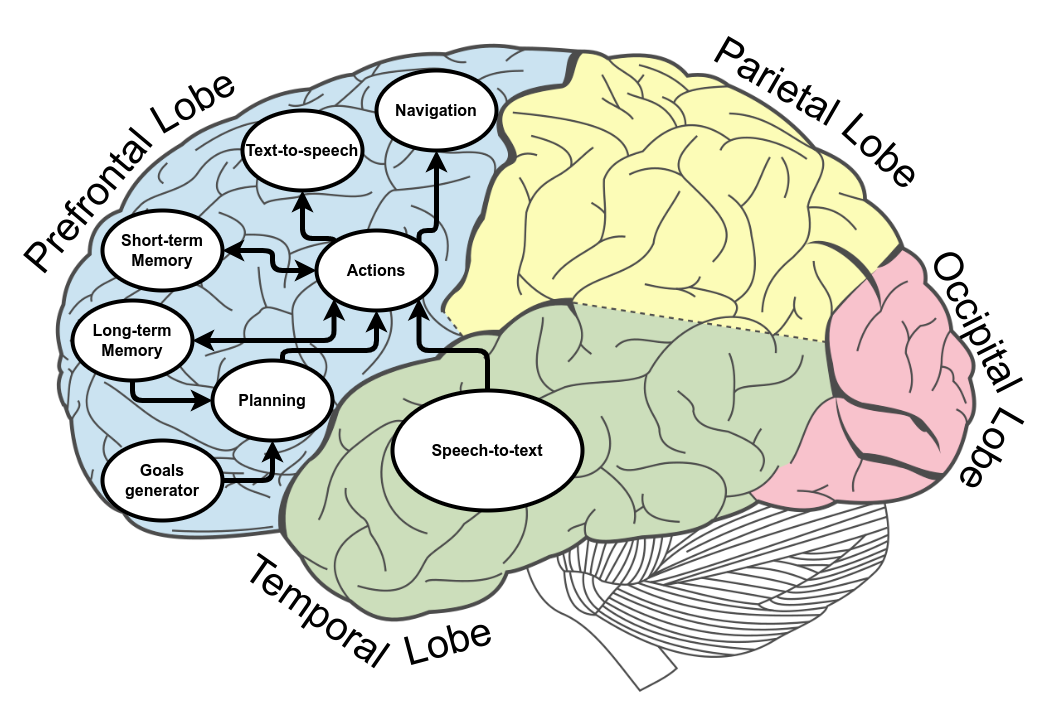 Prefrontal Lobe
Parietal Lobe
Occipital Lobe
Temporal Lobe
Navigation
Text-to-speech
Short-term
Memory
Actions
Long-term
Memory
Planning
Speech-to-text
Goals
generator